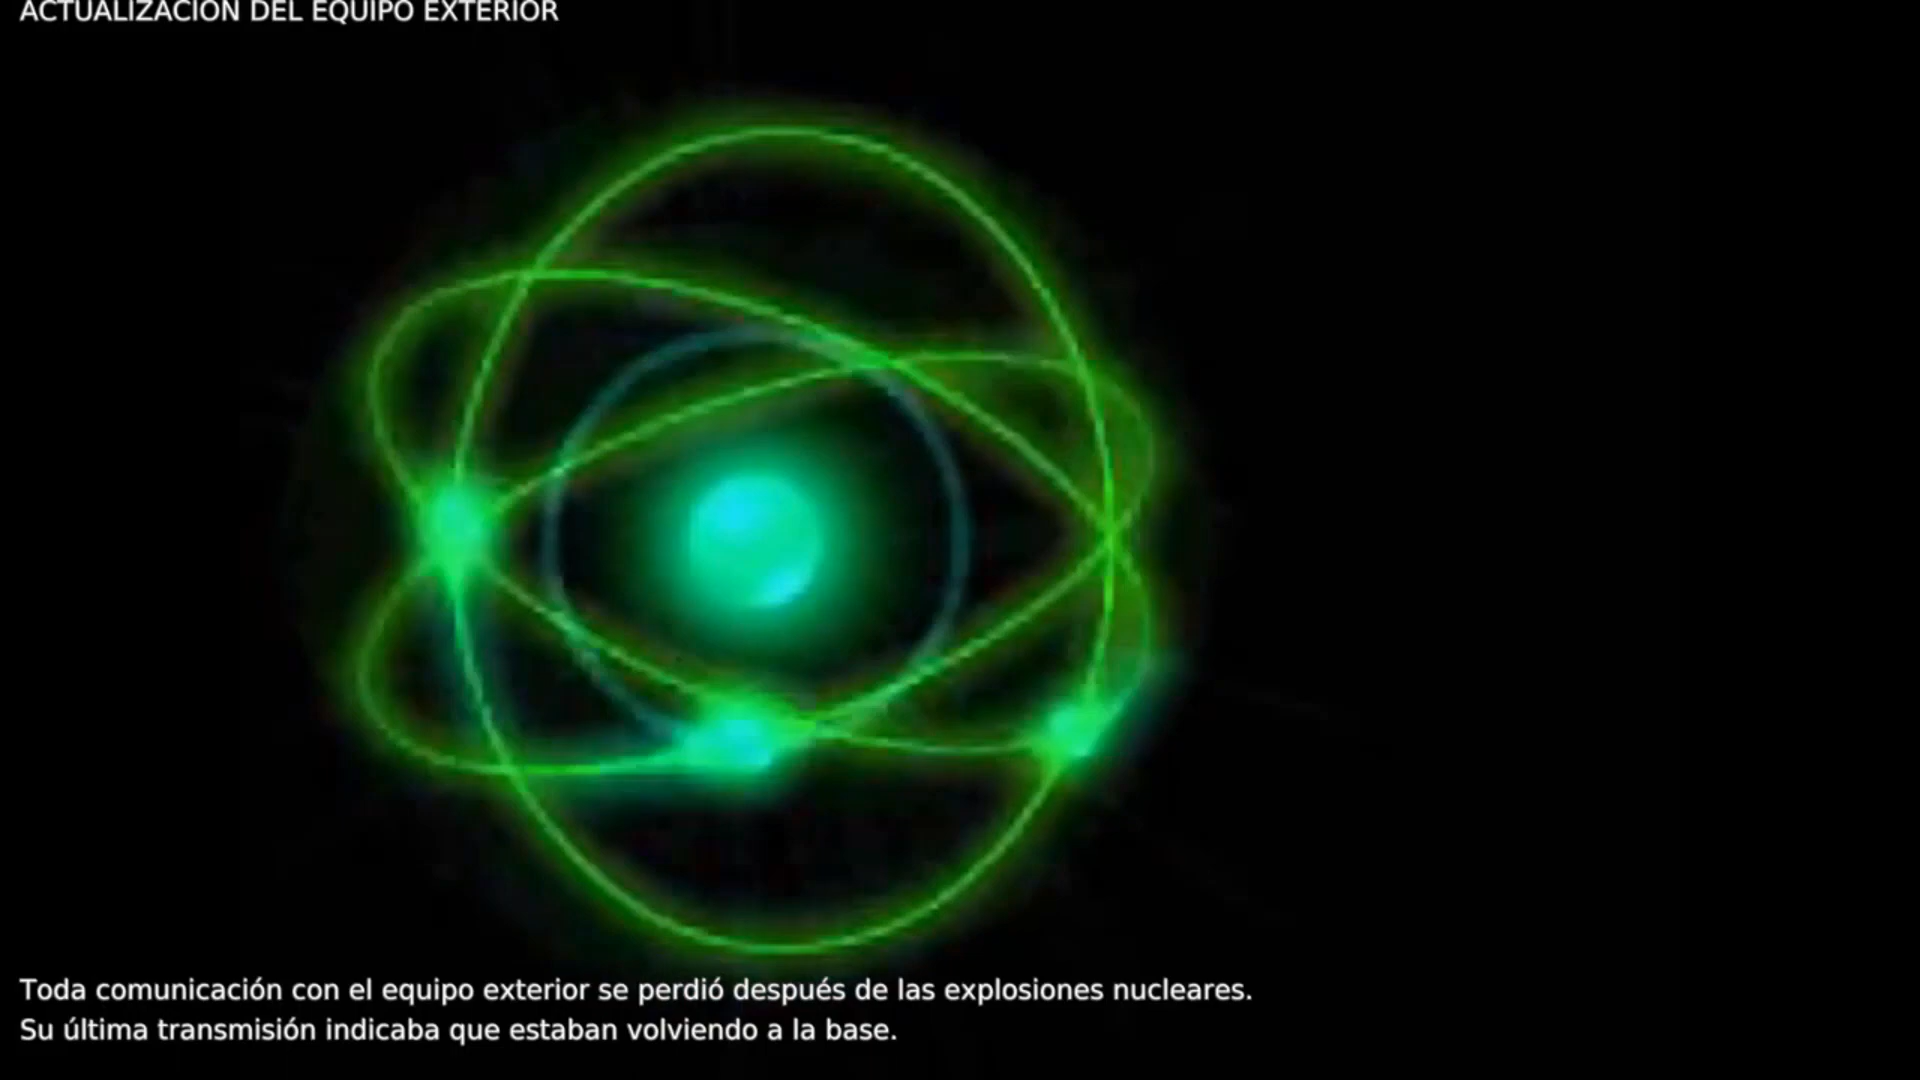 ACTUALIZACIÓN DEL EQUIPO EXTERIOR
Toda comunicación con el equipo exterior se perdió después de las explosiones nucleares.
Su última transmisión indicaba que estaban volviendo a la base.